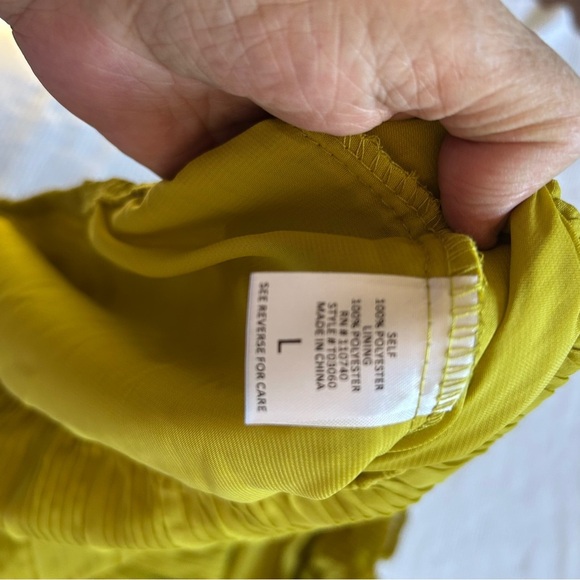 SELF
100% POLYESTER
LINING
100% POLYESTER
RN # 110740
STYLE # T03060
MADE IN CHINA
L
SEE REVERSE FOR CARE